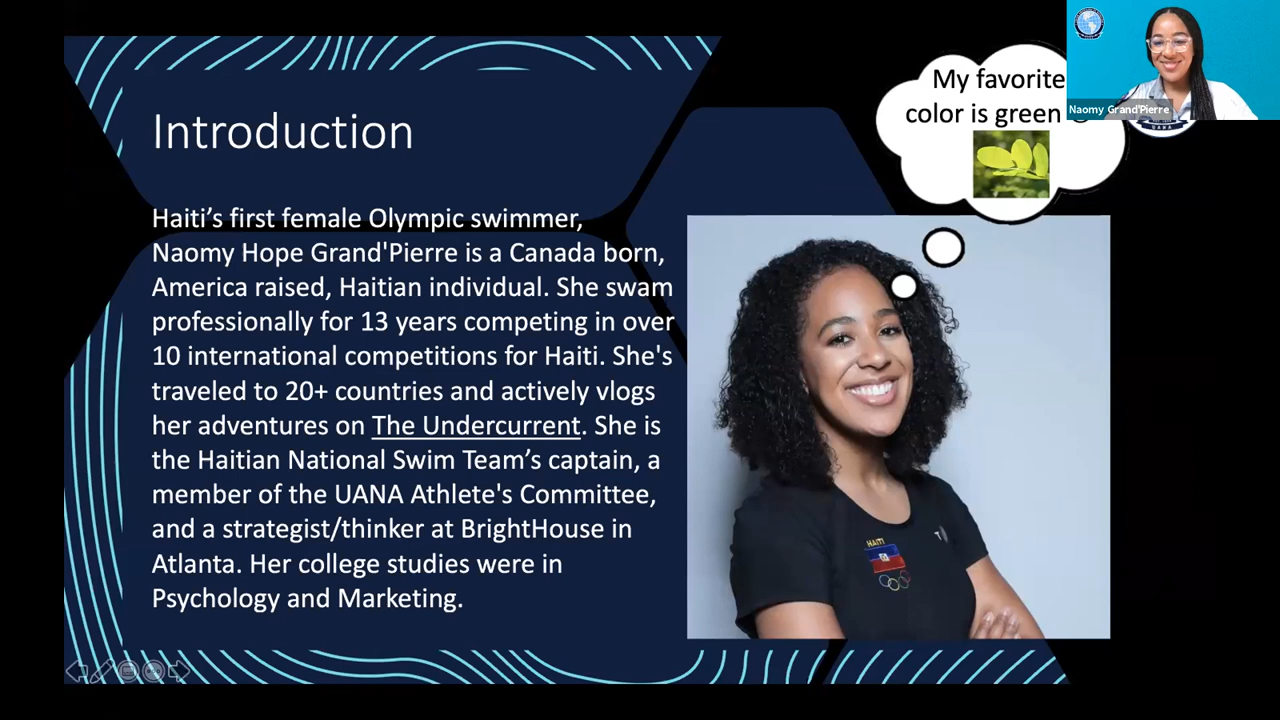 Introduction
Haiti’s first female Olympic swimmer,
Naomy Hope Grand'Pierre is a Canada born,
America raised, Haitian individual. She swam
professionally for 13 years competing in over
10 international competitions for Haiti. She's
traveled to 20+ countries and actively vlogs
her adventures on The Undercurrent. She is
the Haitian National Swim Team’s captain, a
member of the UANA Athlete's Committee,
and a strategist/thinker at BrightHouse in
Atlanta. Her college studies were in
Psychology and Marketing.
My favorite
color is green
Naomy Grand'Pierre
UANA
HAITI